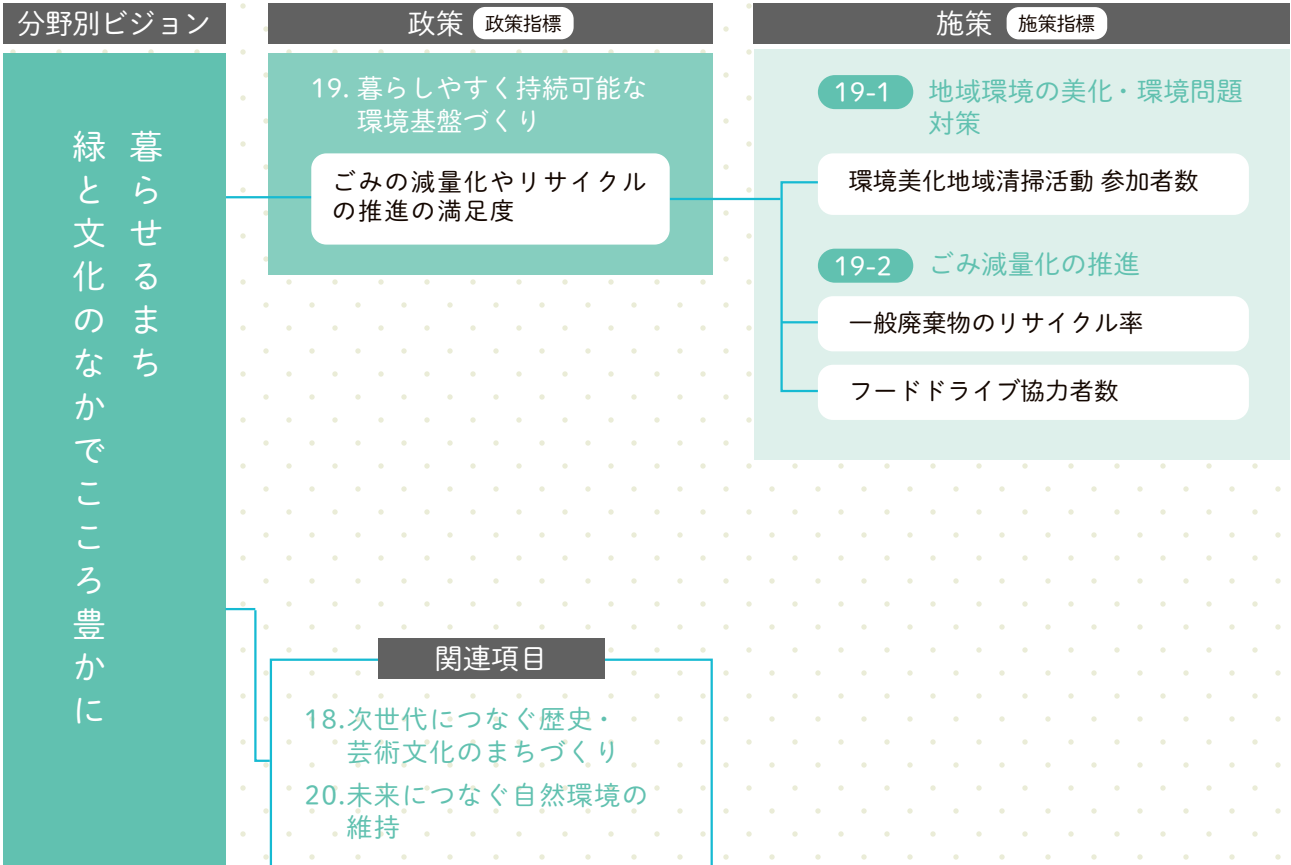 分野別ビジョン
暮らせるまち
緑と文化のなかでこころ豊かに
政策 政策指標
19. 暮らしやすく持続可能な
環境基盤づくり
ごみの減量化やリサイクル
の推進の満足度
施策 施策指標
19-1 地域環境の美化・環境問題
対策
環境美化地域清掃活動 参加者数
19-2 ごみ減量化の推進
一般廃棄物のリサイクル率
フードドライブ協力者数
関連項目
18.次世代につなぐ歴史・
芸術文化のまちづくり
20.未来につなぐ自然環境の
維持